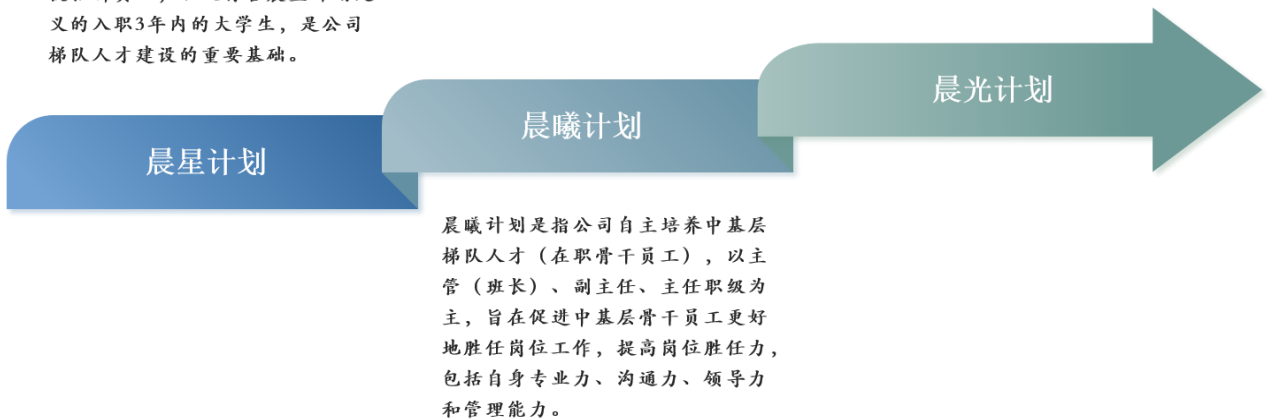 义的入职3年内的大学生，是公司
梯队人才建设的重要基础。
晨星计划
晨曦计划
晨光计划
晨曦计划是指公司自主培养中基层
梯队人才（在职骨干员工），以主
管（班长）、副主任、主任职级为
主，旨在促进中基层骨干员工更好
地胜任岗位工作，提高岗位胜任力，
包括自身专业力、沟通力、领导力
和管理能力。